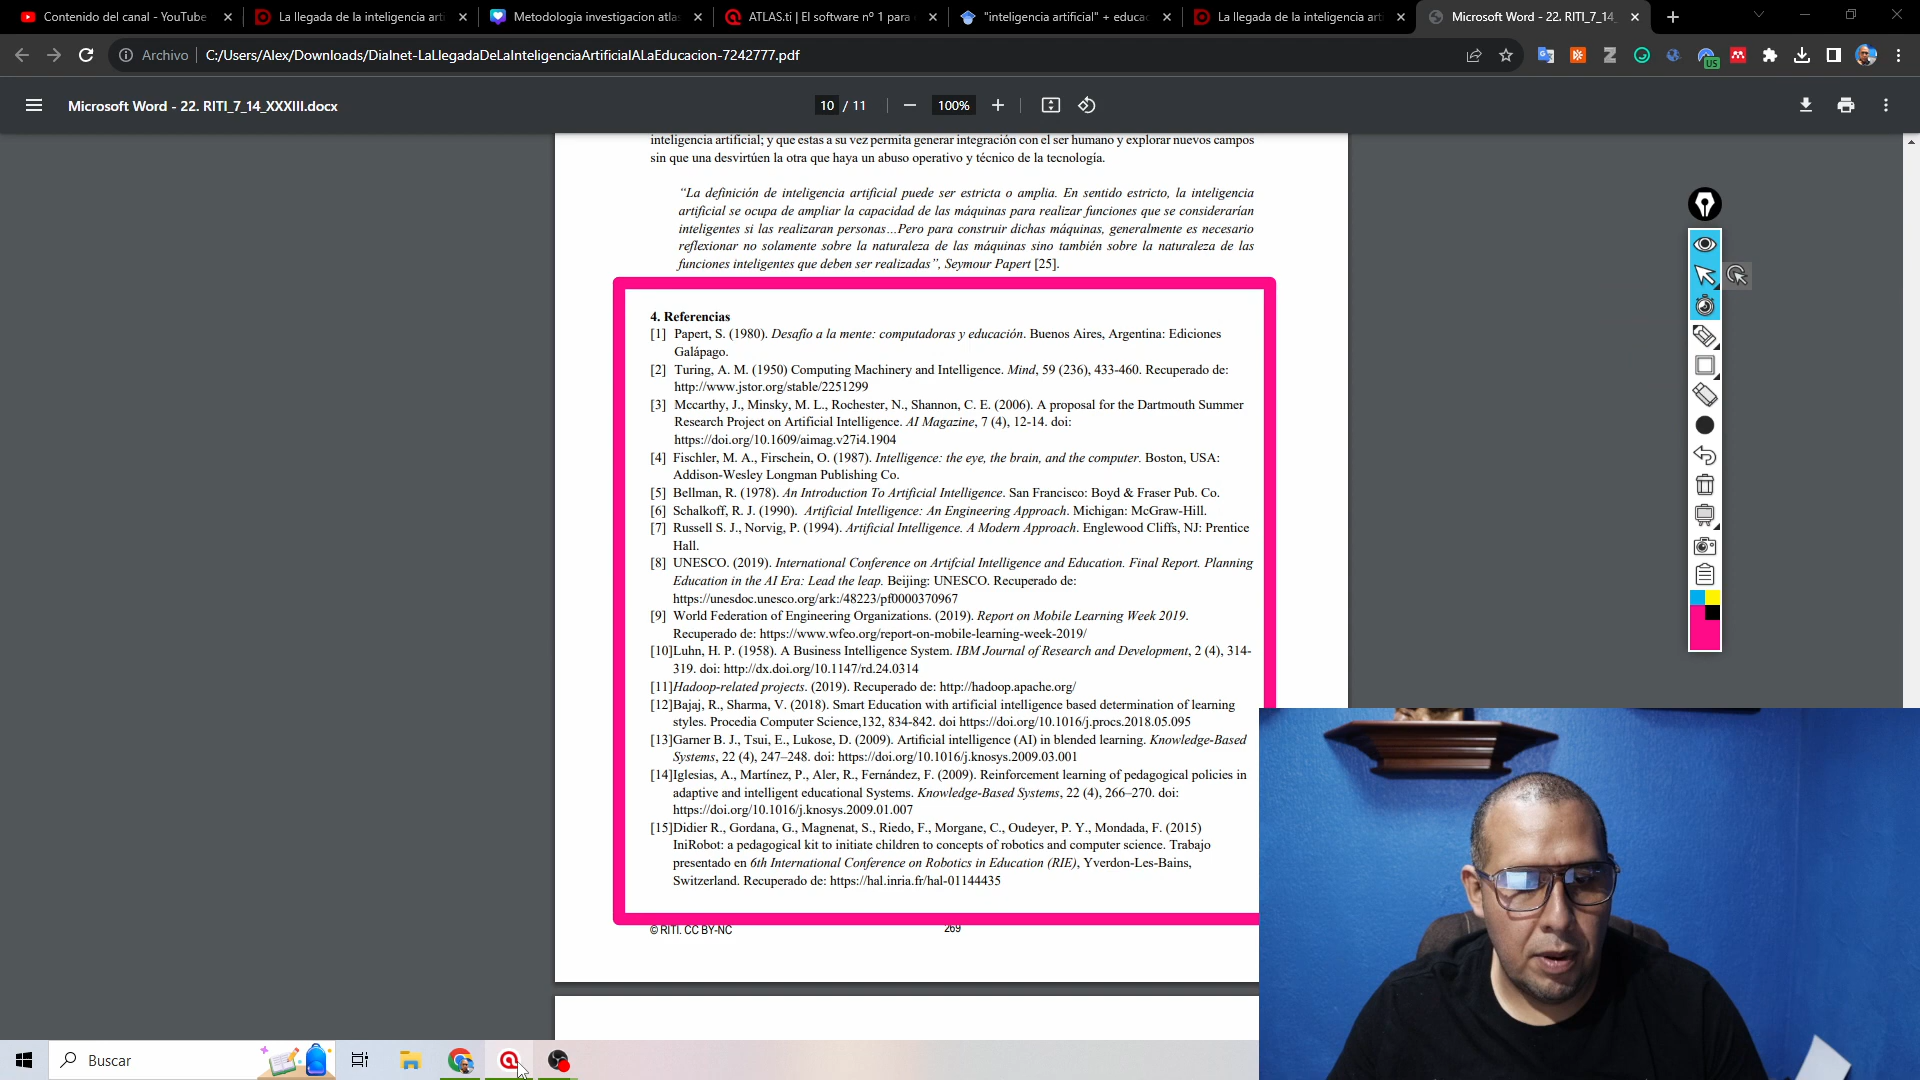 Contenido del canal - YouTube
La llegada de la inteligencia arti
Metodologia investigacion atlas
ATLAS.ti | El software nº 1 para
"inteligencia artificial" + educac
La llegada de la inteligencia arti
Microsoft Word - 22. RITI_7_14_
Archivo
C:/Users/Alex/Downloads/Dialnet-LaLlegadaDeLaInteligenciaArtificialALaEducacion-7242777.pdf
US
Microsoft Word - 22. RITI_7_14_XXXIII.docx
10 / 11
100%
inteligencia artificial; y que estas a su vez permita generar integración con el ser humano y explorar nuevos campos
sin que una desvirtúen la otra que haya un abuso operativo y técnico de la tecnología.
“La definición de inteligencia artificial puede ser estricta o amplia. En sentido estricto, la inteligencia
artificial se ocupa de ampliar la capacidad de las máquinas para realizar funciones que se considerarían
inteligentes si las realizaran personas…Pero para construir dichas máquinas, generalmente es necesario
reflexionar no solamente sobre la naturaleza de las máquinas sino también sobre la naturaleza de las
funciones inteligentes que deben ser realizadas”, Seymour Papert [25].
4. Referencias
[1] Papert, S. (1980). Desafío a la mente: computadoras y educación. Buenos Aires, Argentina: Ediciones
Galápago.
[2] Turing, A. M. (1950) Computing Machinery and Intelligence. Mind, 59 (236), 433-460. Recuperado de:
http://www.jstor.org/stable/2251299
[3] Mccarthy, J., Minsky, M. L., Rochester, N., Shannon, C. E. (2006). A proposal for the Dartmouth Summer
Research Project on Artificial Intelligence. AI Magazine, 7 (4), 12-14. doi:
https://doi.org/10.1609/aimag.v27i4.1904
[4] Fischler, M. A., Firschein, O. (1987). Intelligence: the eye, the brain, and the computer. Boston, USA:
Addison-Wesley Longman Publishing Co.
[5] Bellman, R. (1978). An Introduction To Artificial Intelligence. San Francisco: Boyd & Fraser Pub. Co.
[6] Schalkoff, R. J. (1990). Artificial Intelligence: An Engineering Approach. Michigan: McGraw-Hill.
[7] Russell S. J., Norvig, P. (1994). Artificial Intelligence. A Modern Approach. Englewood Cliffs, NJ: Prentice
Hall.
[8] UNESCO. (2019). International Conference on Artifcial Intelligence and Education. Final Report. Planning
Education in the AI Era: Lead the leap. Beijing: UNESCO. Recuperado de:
https://unesdoc.unesco.org/ark:/48223/pf0000370967
[9] World Federation of Engineering Organizations. (2019). Report on Mobile Learning Week 2019.
Recuperado de: https://www.wfeo.org/report-on-mobile-learning-week-2019/
[10]Luhn, H. P. (1958). A Business Intelligence System. IBM Journal of Research and Development, 2 (4), 314-
319. doi: http://dx.doi.org/10.1147/rd.24.0314
[11]Hadoop-related projects. (2019). Recuperado de: http://hadoop.apache.org/
[12]Bajaj, R., Sharma, V. (2018). Smart Education with artificial intelligence based determination of learning
styles. Procedia Computer Science,132, 834-842. doi https://doi.org/10.1016/j.procs.2018.05.095
[13]Garner B. J., Tsui, E., Lukose, D. (2009). Artificial intelligence (AI) in blended learning. Knowledge-Based
Systems, 22 (4), 247–248. doi: https://doi.org/10.1016/j.knosys.2009.03.001
[14]Iglesias, A., Martínez, P., Aler, R., Fernández, F. (2009). Reinforcement learning of pedagogical policies in
adaptive and intelligent educational Systems. Knowledge-Based Systems, 22 (4), 266–270. doi:
https://doi.org/10.1016/j.knosys.2009.01.007
[15]Didier R., Gordana, G., Magnenat, S., Riedo, F., Morgane, C., Oudeyer, P. Y., Mondada, F. (2015)
IniRobot: a pedagogical kit to initiate children to concepts of robotics and computer science. Trabajo
presentado en 6th International Conference on Robotics in Education (RIE), Yverdon-Les-Bains,
Switzerland. Recuperado de: https://hal.inria.fr/hal-01144435
© RITI. CC BY-NC
269
Buscar